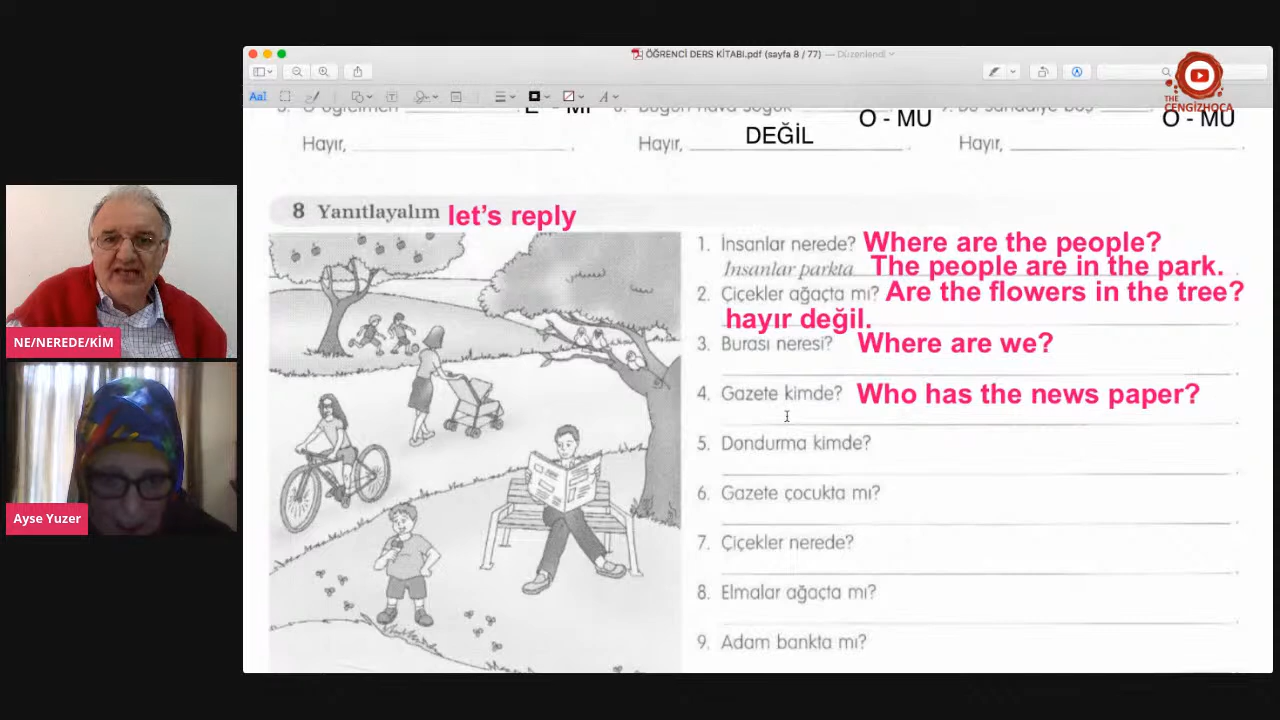 ÖĞRENCİ DERS KİTABI.pdf (sayfa 8 / 77) — Düzenlendi
THE CENGİZHOCA
O - MU
O - MU
Hayır, DEĞİL
Hayır,
Hayır,
8 Yanıtlayalım let's reply
1. İnsanlar nerede? Where are the people?
İnsanlar parkta The people are in the park.
2. Çiçekler ağaçta mı? Are the flowers in the tree?
hayır değil.
3. Burası neresi? Where are we?
4. Gazete kimde? Who has the news paper?
5. Dondurma kimde?
6. Gazete çocukta mı?
7. Çiçekler nerede?
8. Elmalar ağaçta mı?
9. Adam bankta mı?
NE/NEREDE/KİM
Ayse Yuzer